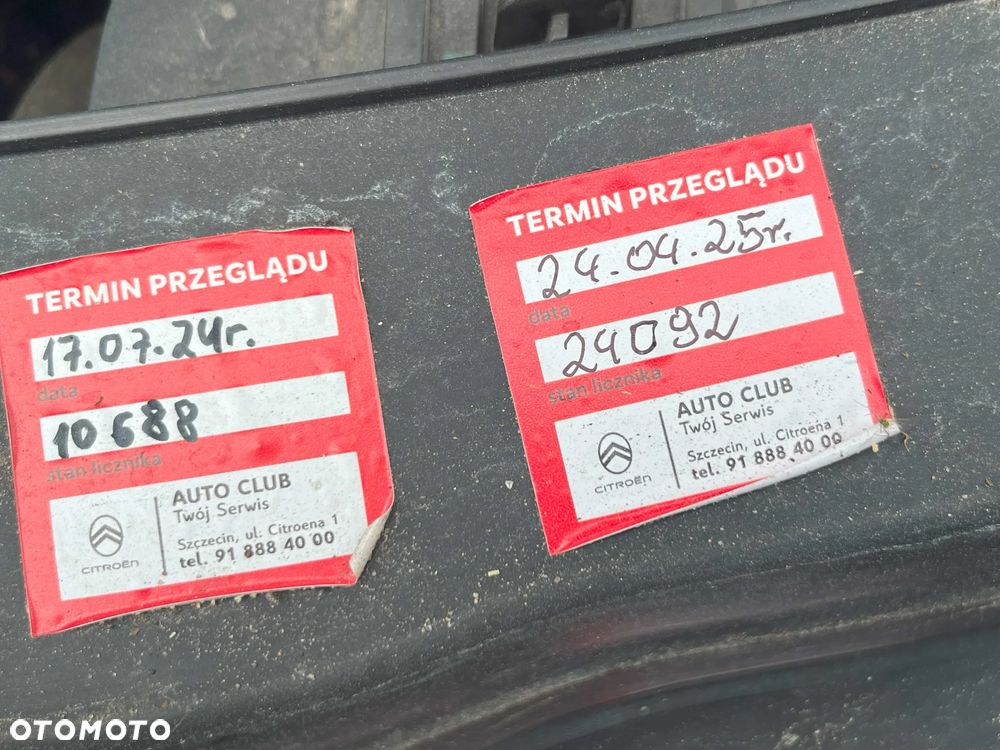 TERMIN PRZEGLĄDU
17.07.24r.
data
10688
stan licznika
CITROËN
AUTO CLUB
Twój Serwis
Szczecin, ul. Citroena 1
tel. 91 888 40 00
TERMIN PRZEGLĄDU
24.04.25r.
data
24092
stan licznika
CITROËN
AUTO CLUB
Twój Serwis
Szczecin, ul. Citroena 1
tel. 91 888 40 00
OTOMOTO